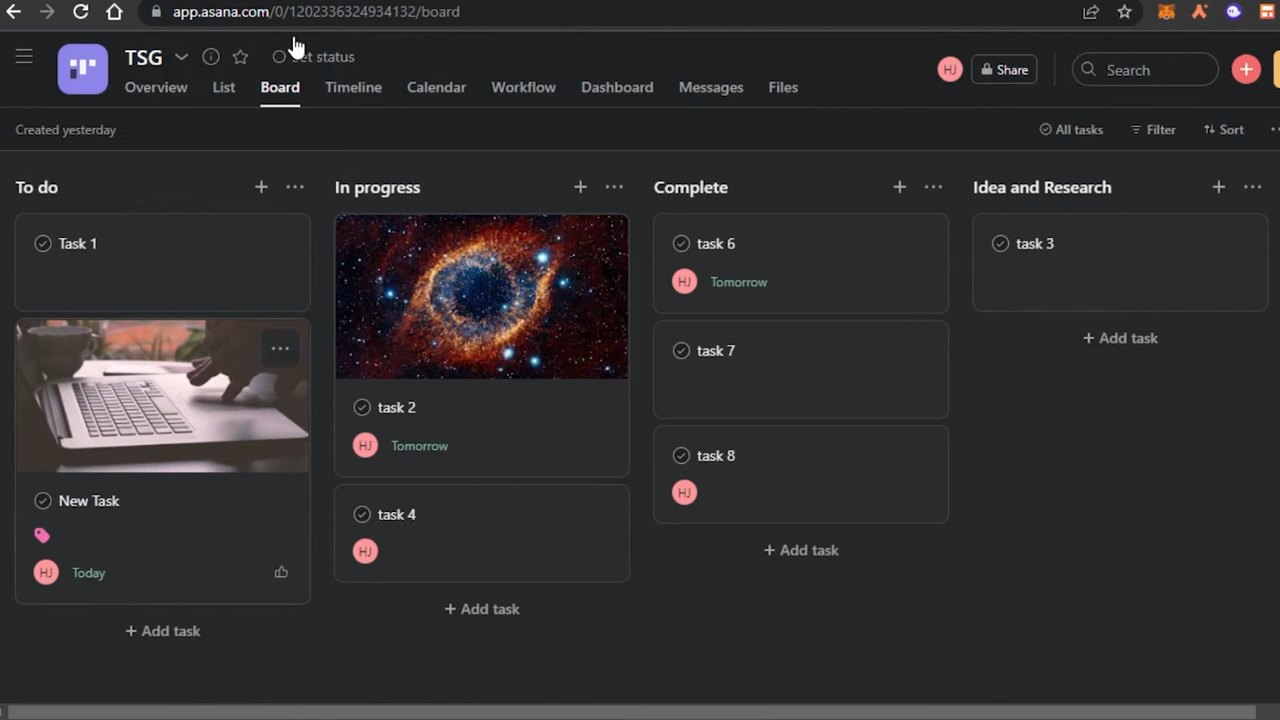 app.asana.com/0/1202336324934132/board
TSG
Set status
HJ
Share
Search
Overview
List
Board
Timeline
Calendar
Workflow
Dashboard
Messages
Files
Created yesterday
All tasks
Filter
Sort
To do
Task 1
New Task
HJ
Today
+ Add task
In progress
task 2
HJ
Tomorrow
task 4
HJ
+ Add task
Complete
task 6
HJ
Tomorrow
task 7
task 8
HJ
+ Add task
Idea and Research
task 3
+ Add task